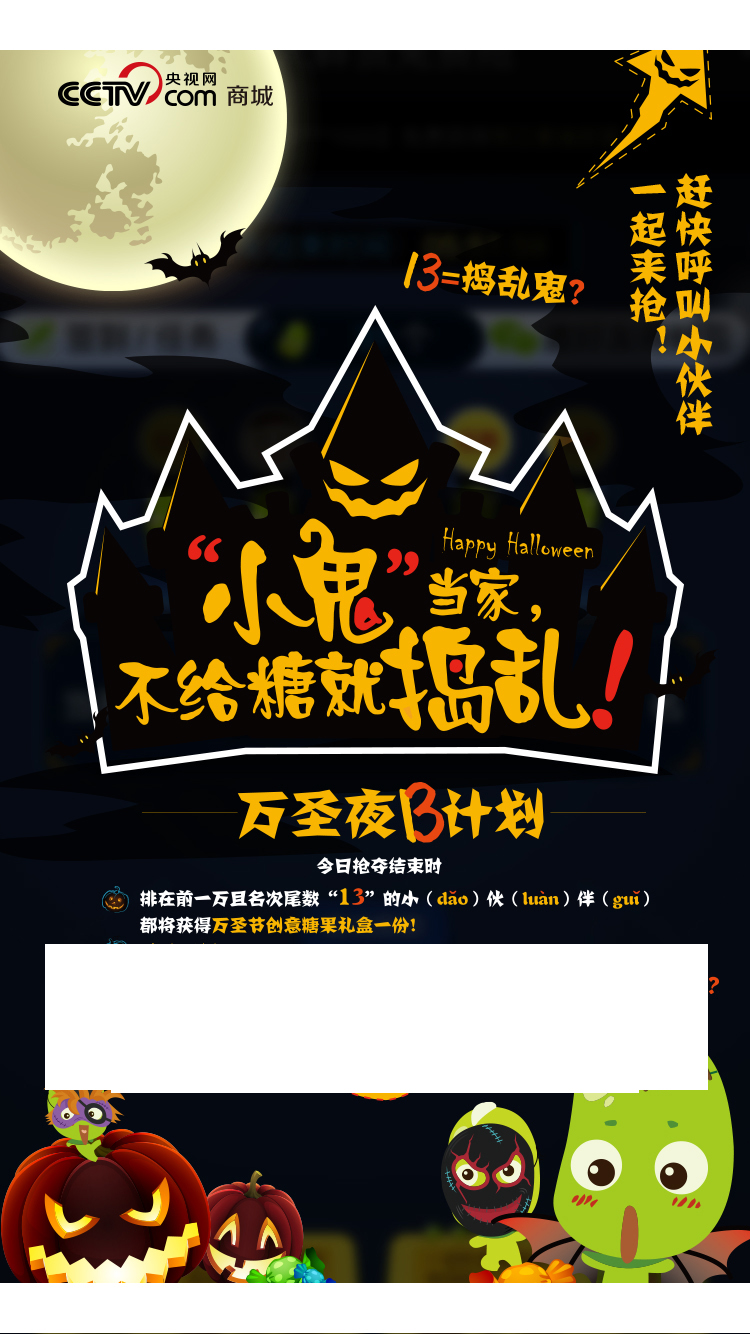 CCTV.com 央视网 商城
赶快呼叫小伙伴
一起来抢！
13=捣乱鬼?
Happy Halloween
“小鬼”当家，
不给糖就捣乱！
万圣夜13计划
今日抢夺结束时
排在前一万且名次尾数“13”的小（dǎo）伙（luàn）伴（guǐ）
都将获得万圣节创意糖果礼盒一份!
?